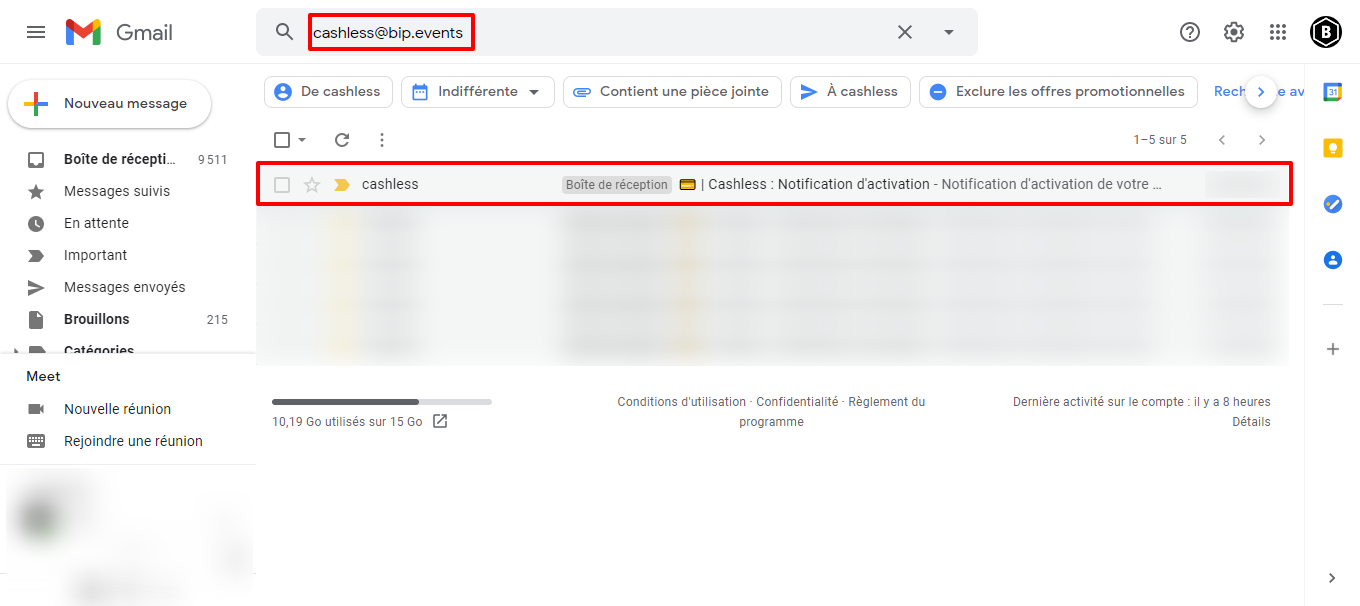 Gmail
cashless@bip.events
B
Nouveau message
De cashless
Indifférente
Contient une pièce jointe
À cashless
Exclure les offres promotionnelles
31
Boîte de récepti... 9 511
1–5 sur 5
Messages suivis
cashless Boîte de réception | Cashless : Notification d'activation - Notification d'activation de votre ...
En attente
Important
Messages envoyés
Brouillons 215
Catégories
Meet
Nouvelle réunion
Rejoindre une réunion
10,19 Go utilisés sur 15 Go
Conditions d'utilisation · Confidentialité · Règlement du
programme
Dernière activité sur le compte : il y a 8 heures
Détails